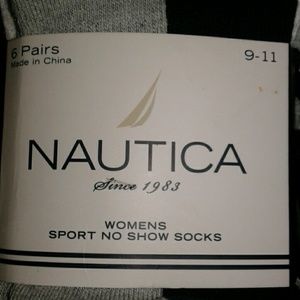 6 Pairs
Made in China
9-11
NAUTICA
Since 1983
WOMENS
SPORT NO SHOW SOCKS